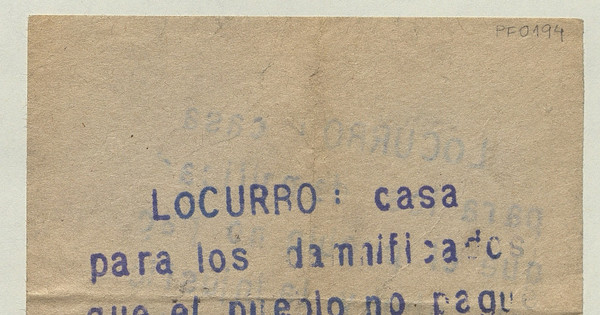 PF0194
LOCURRO: casa
para los damnificados
que el pueblo no pague